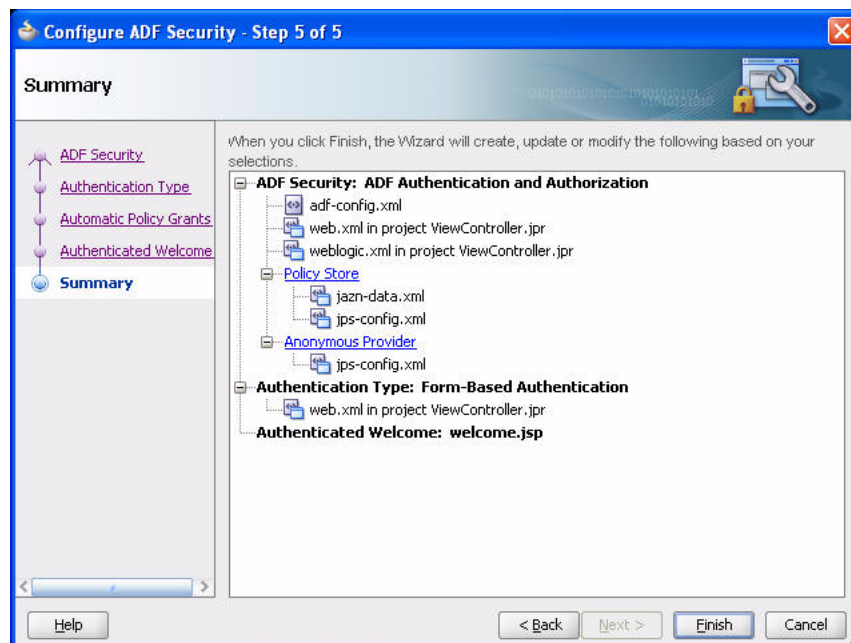 Configure ADF Security - Step 5 of 5
Summary
ADF Security
Authentication Type
Automatic Policy Grants
Authenticated Welcome
Summary
When you click Finish, the Wizard will create, update or modify the following based on your
selections.
ADF Security: ADF Authentication and Authorization
adf-config.xml
web.xml in project ViewController.jpr
weblogic.xml in project ViewController.jpr
Policy Store
jazn-data.xml
jps-config.xml
Anonymous Provider
jps-config.xml
Authentication Type: Form-Based Authentication
web.xml in project ViewController.jpr
Authenticated Welcome: welcome.jsp
Help
< Back
Next >
Finish
Cancel